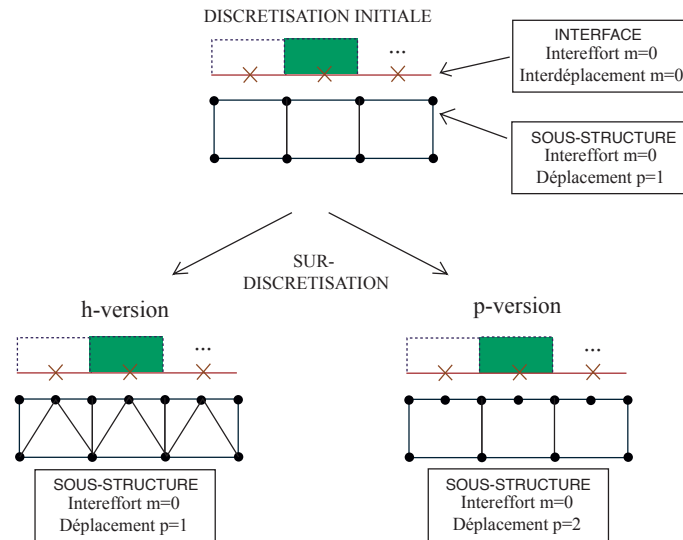 DISCRETISATION INITIALE
...
INTERFACE
Intereffort m=0
Interdéplacement m=0
SOUS-STRUCTURE
Intereffort m=0
Déplacement p=1
SUR-
DISCRETISATION
h-version
...
SOUS-STRUCTURE
Intereffort m=0
Déplacement p=1
p-version
...
SOUS-STRUCTURE
Intereffort m=0
Déplacement p=2